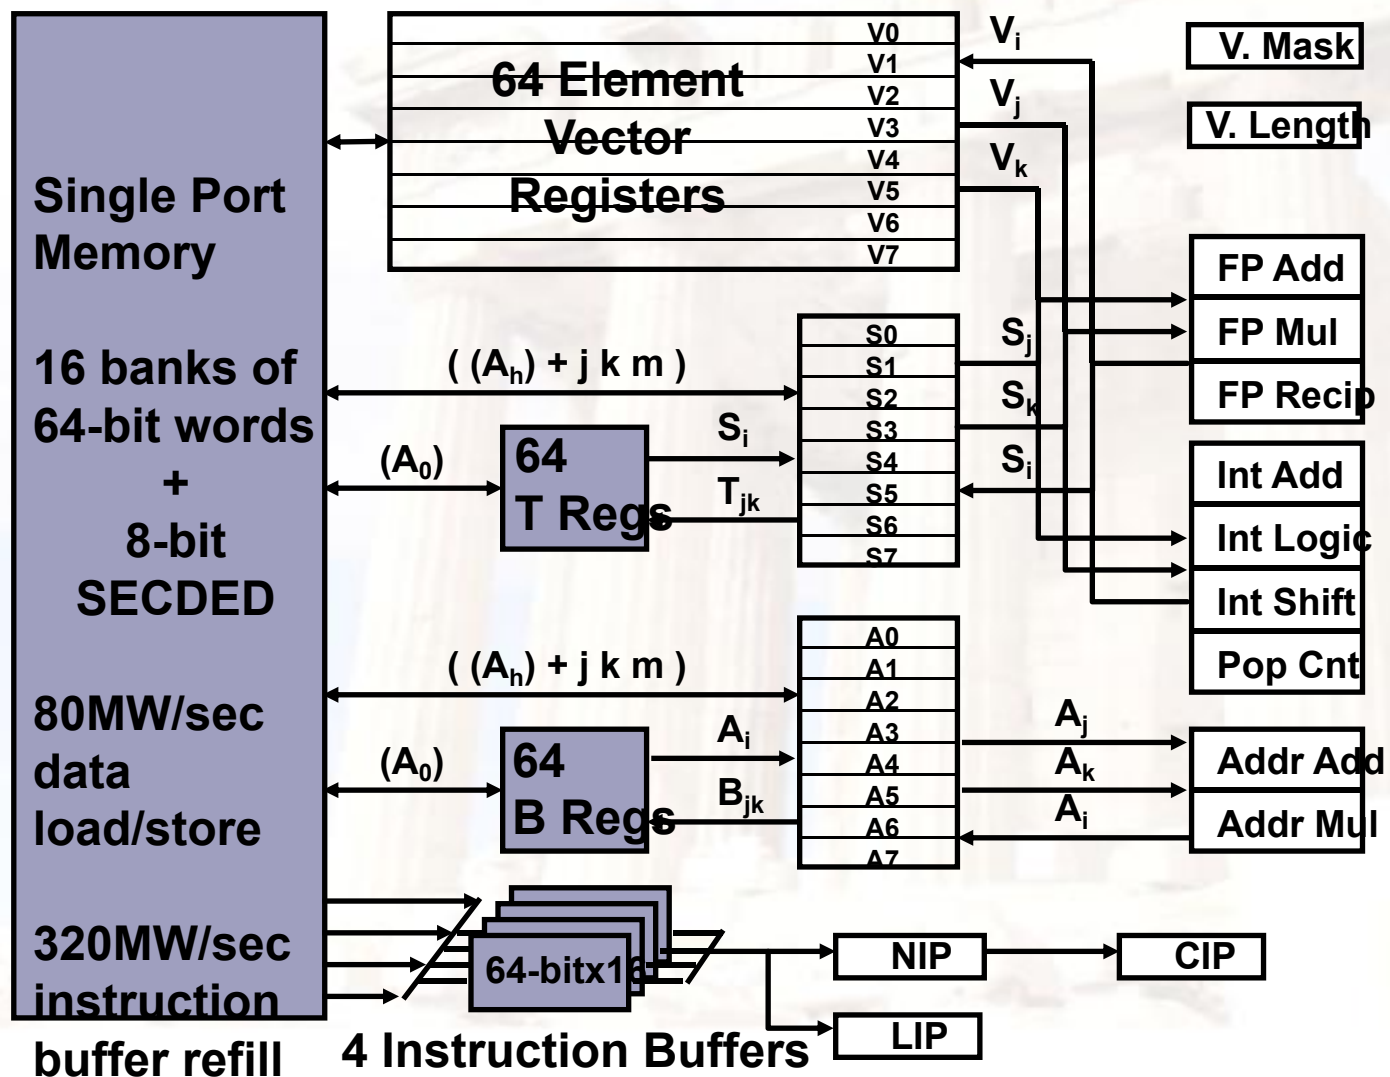 Single Port
Memory
16 banks of
64-bit words
+
8-bit
SECDED
80MW/sec
data
load/store
320MW/sec
instruction
buffer refill
64 Element
Vector
Registers
V0
V1
V2
V3
V4
V5
V6
V7
Vi
Vj
Vk
V. Mask
V. Length
FP Add
FP Mul
FP Recip
( (Ah) + j k m )
(A0)
64
T Regs
Si
Tjk
S0
S1
S2
S3
S4
S5
S6
S7
Sj
Sk
Si
Int Add
Int Logic
Int Shift
Pop Cnt
( (Ah) + j k m )
(A0)
64
B Regs
Ai
Bjk
A0
A1
A2
A3
A4
A5
A6
A7
Aj
Ak
Ai
Addr Add
Addr Mul
64-bitx16
4 Instruction Buffers
NIP
CIP
LIP